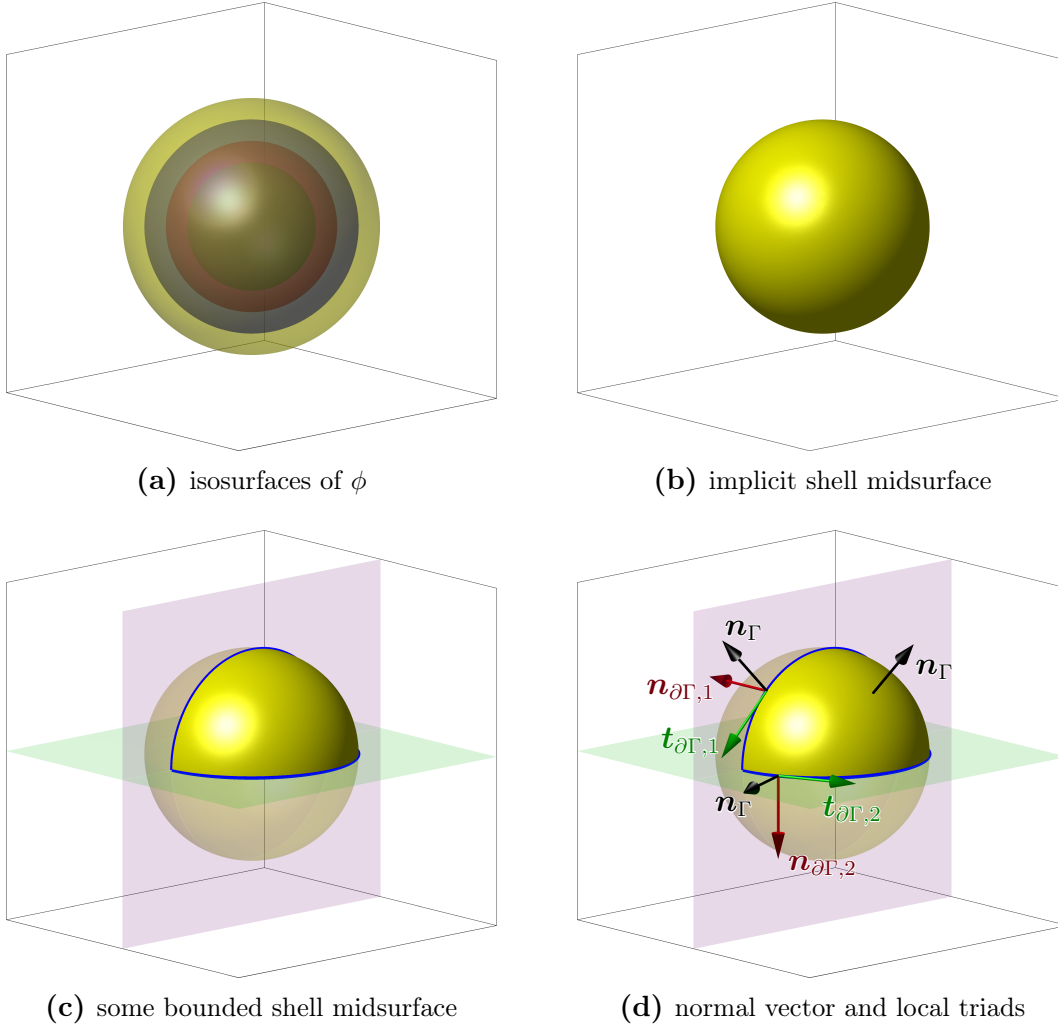 (a) isosurfaces of ϕ
(b) implicit shell midsurface
n_Γ
n_Γ
n_∂Γ,1
t_∂Γ,1
n_Γ
t_∂Γ,2
n_∂Γ,2
(c) some bounded shell midsurface
(d) normal vector and local triads